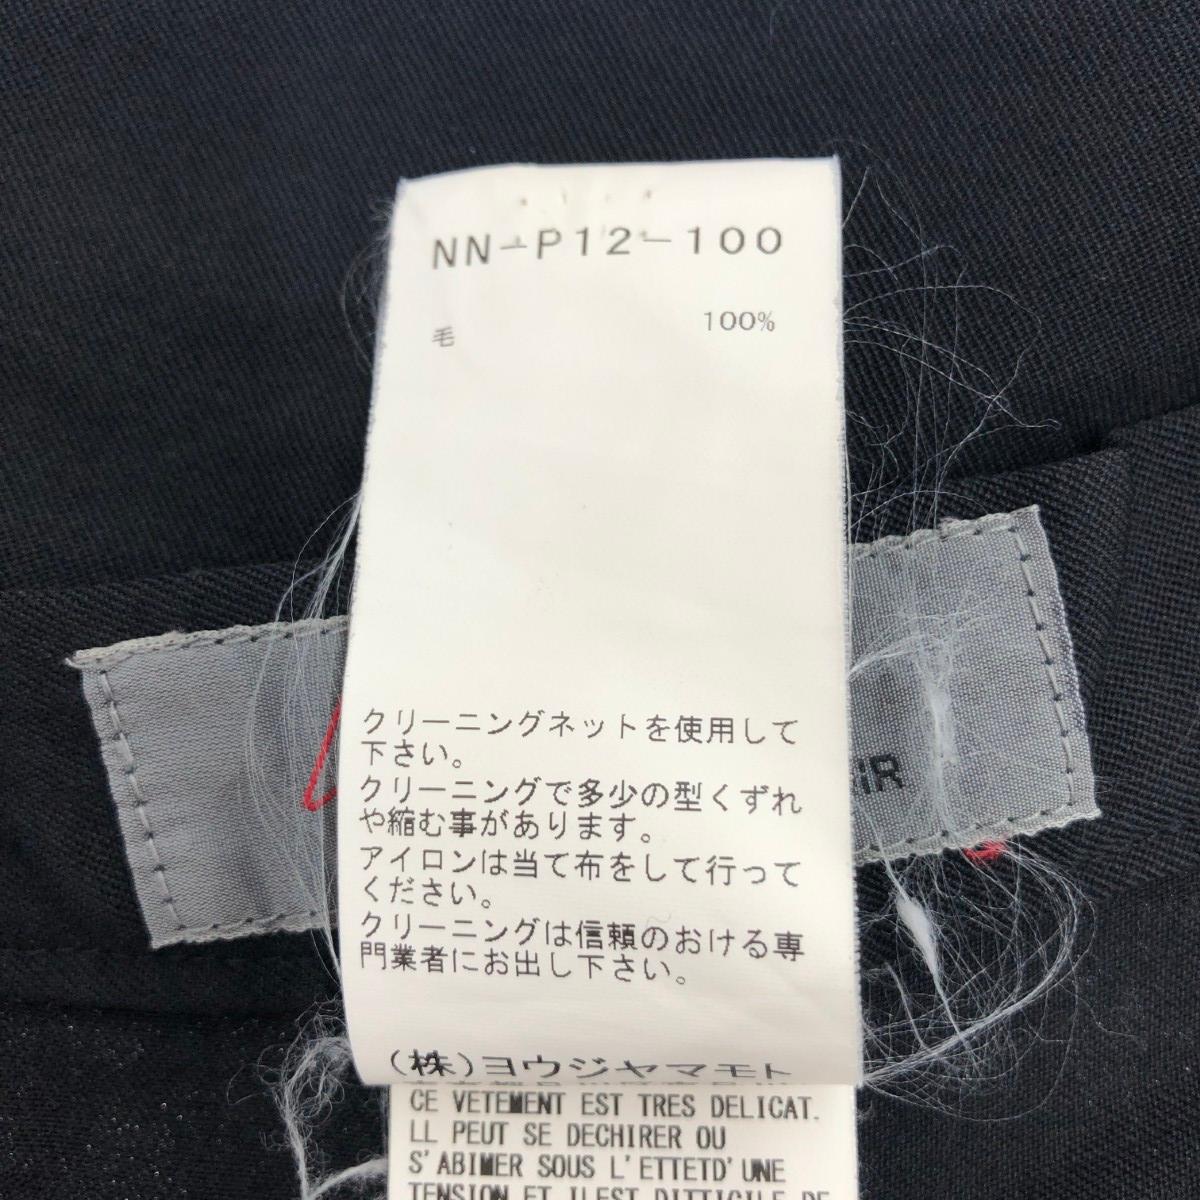 NN-P12-100
毛 100%
クリーニングネットを使用して
下さい。
クリーニングで多少の型くずれ
や縮む事があります。
アイロンは当て布をして行って
ください。
クリーニングは信頼のおける専
門業者にお出し下さい。
(株)ヨウジヤマモト
CE VETEMENT EST TRES DELICAT.
LL PEUT SE DECHIRER OU
S'ABIMER SOUS L'ETTETD'UNE
TENSION ET ILEST DITTICILE DE